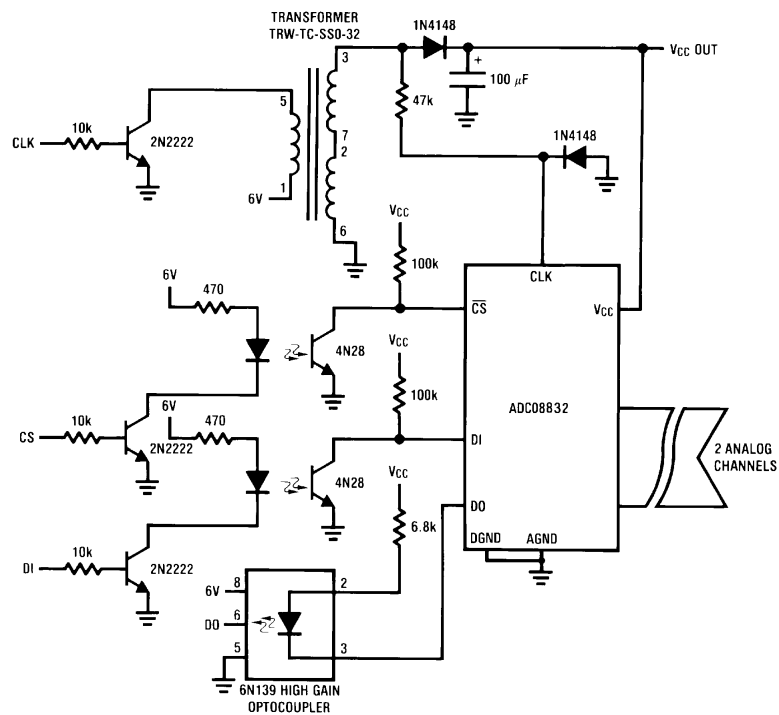 TRANSFORMER
TRW-TC-SS0-32
1N4148
3
VCC OUT
+
100 μF
47k
5
10k
CLK
2N2222
7
2
1N4148
1
6V
6
VCC
100k
CLK
6V
470
CS
VCC
4N28
VCC
100k
ADC08832
10k
6V
470
CS
2N2222
DI
2 ANALOG
CHANNELS
4N28
VCC
DO
6.8k
10k
DGND
AGND
DI
2N2222
6V
8
2
DO
6
5
3
6N139 HIGH GAIN
OPTOCOUPLER